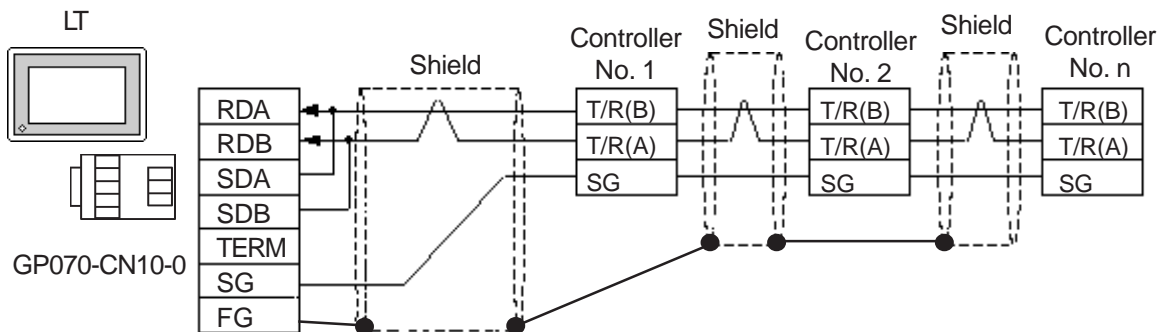 LT
GP070-CN10-0
RDA
RDB
SDA
SDB
TERM
SG
FG
Shield
Controller
No. 1
T/R(B)
T/R(A)
SG
Shield
Controller
No. 2
T/R(B)
T/R(A)
SG
Shield
Controller
No. n
T/R(B)
T/R(A)
SG